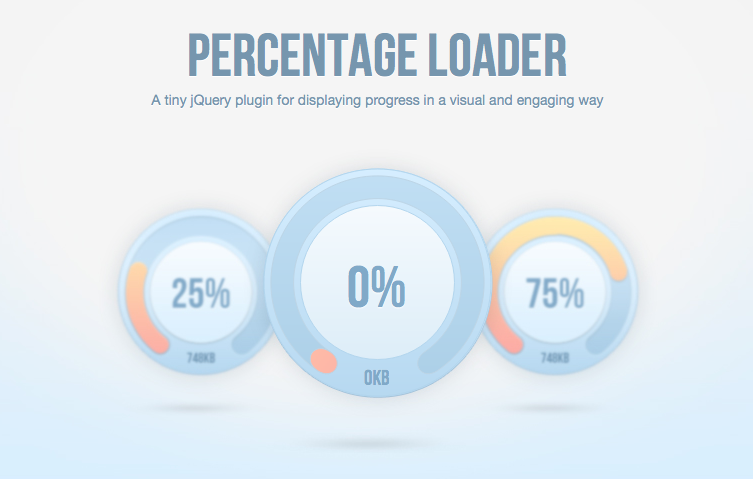 PERCENTAGE LOADER
A tiny jQuery plugin for displaying progress in a visual and engaging way
25%
748KB
0%
0KB
75%
748KB